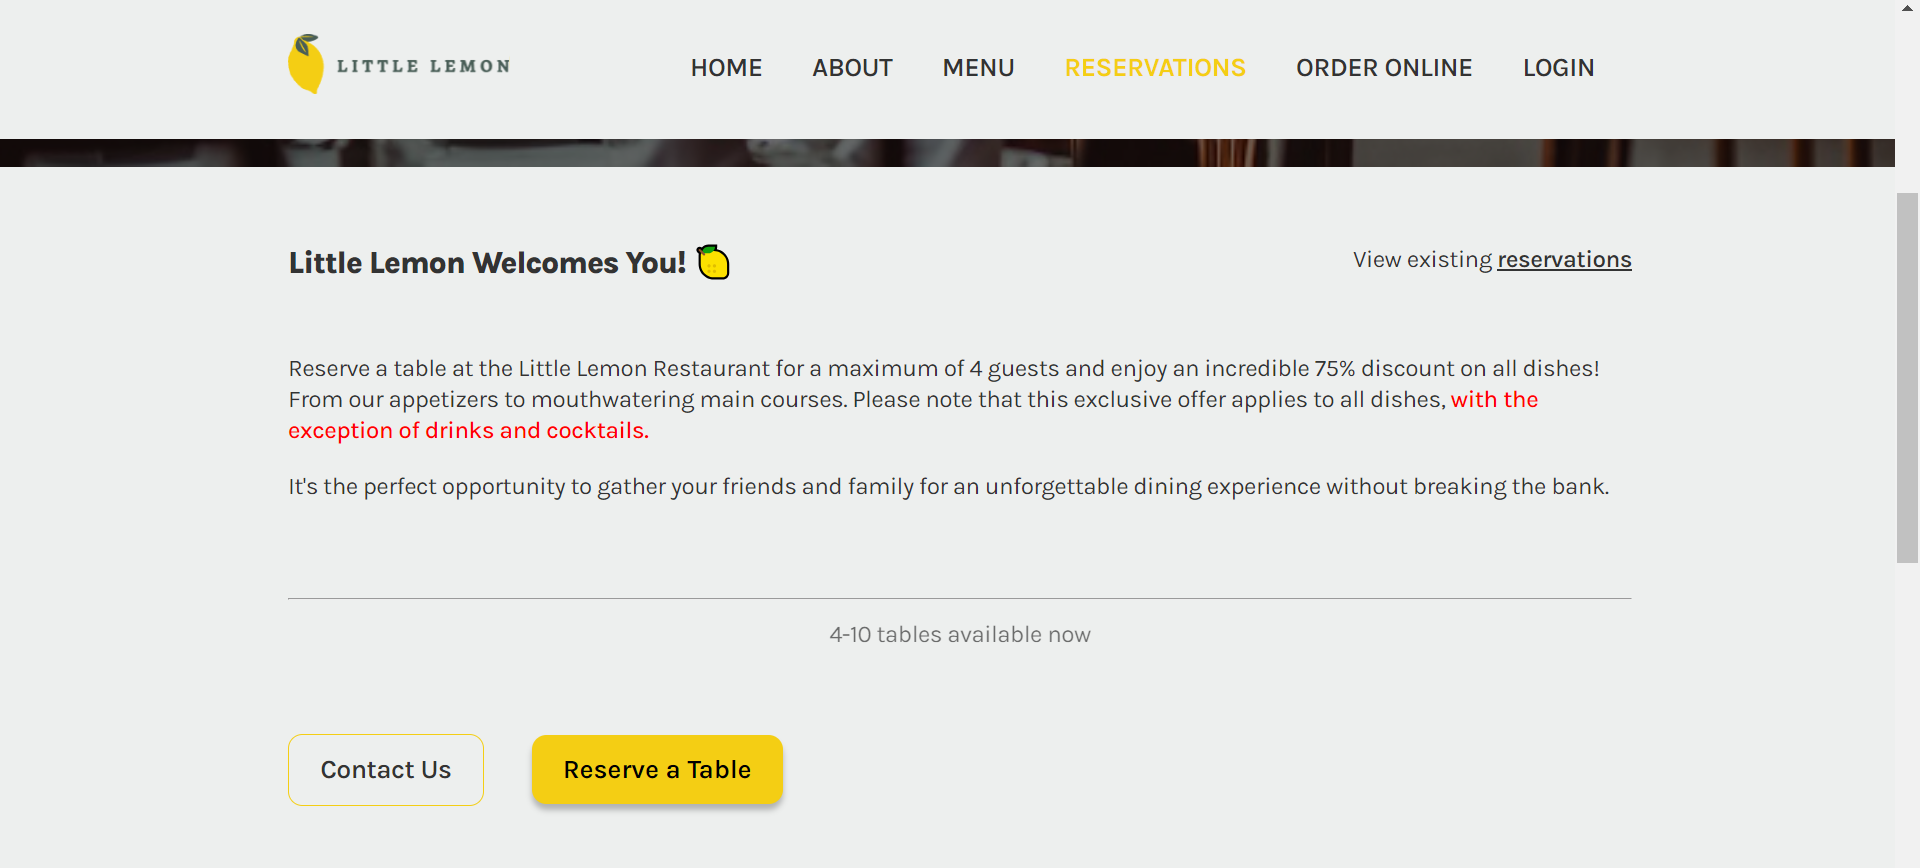 LITTLE LEMON
HOME ABOUT MENU RESERVATIONS ORDER ONLINE LOGIN
Little Lemon Welcomes You!
View existing reservations
Reserve a table at the Little Lemon Restaurant for a maximum of 4 guests and enjoy an incredible 75% discount on all dishes!
From our appetizers to mouthwatering main courses. Please note that this exclusive offer applies to all dishes, with the
exception of drinks and cocktails.
It's the perfect opportunity to gather your friends and family for an unforgettable dining experience without breaking the bank.
4-10 tables available now
Contact Us
Reserve a Table